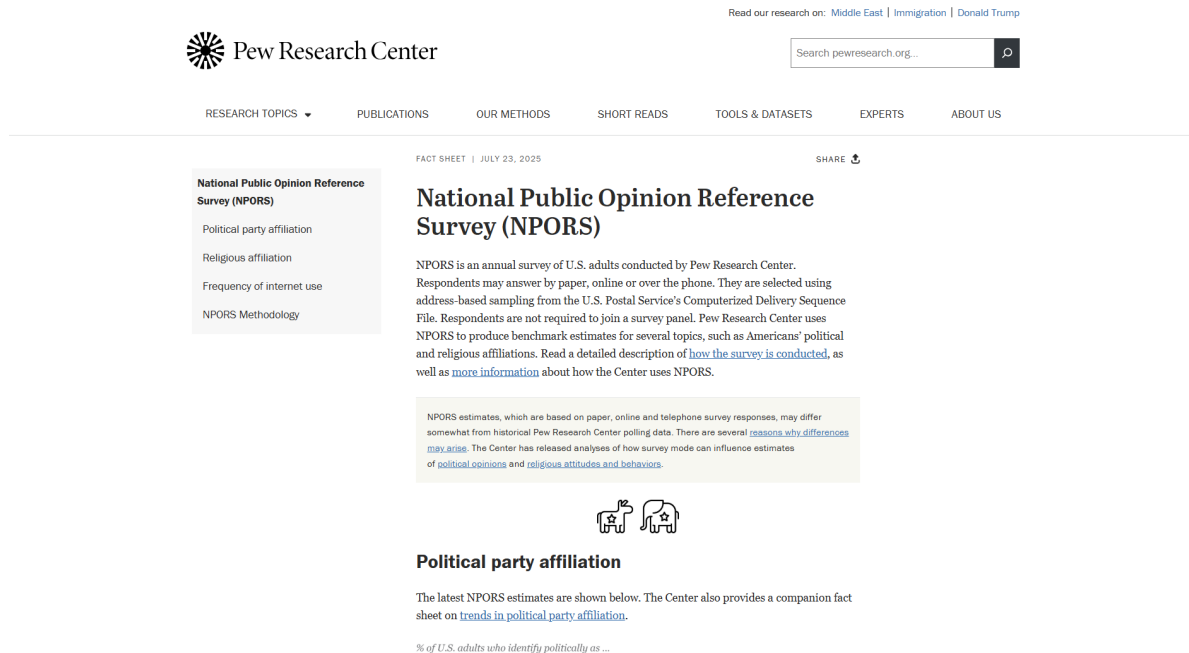 Read our research on: Middle East | Immigration | Donald Trump
Pew Research Center
Search pewresearch.org...
RESEARCH TOPICS PUBLICATIONS OUR METHODS SHORT READS TOOLS & DATASETS EXPERTS ABOUT US
National Public Opinion Reference
Survey (NPORS)
Political party affiliation
Religious affiliation
Frequency of internet use
NPORS Methodology
FACT SHEET | JULY 23, 2025
SHARE
National Public Opinion Reference
Survey (NPORS)
NPORS is an annual survey of U.S. adults conducted by Pew Research Center.
Respondents may answer by paper, online or over the phone. They are selected using
address-based sampling from the U.S. Postal Service's Computerized Delivery Sequence
File. Respondents are not required to join a survey panel. Pew Research Center uses
NPORS to produce benchmark estimates for several topics, such as Americans' political
and religious affiliations. Read a detailed description of how the survey is conducted, as
well as more information about how the Center uses NPORS.
NPORS estimates, which are based on paper, online and telephone survey responses, may differ
somewhat from historical Pew Research Center polling data. There are several reasons why differences
may arise. The Center has released analyses of how survey mode can influence estimates
of political opinions and religious attitudes and behaviors.
Political party affiliation
The latest NPORS estimates are shown below. The Center also provides a companion fact
sheet on trends in political party affiliation.
% of U.S. adults who identify politically as ...